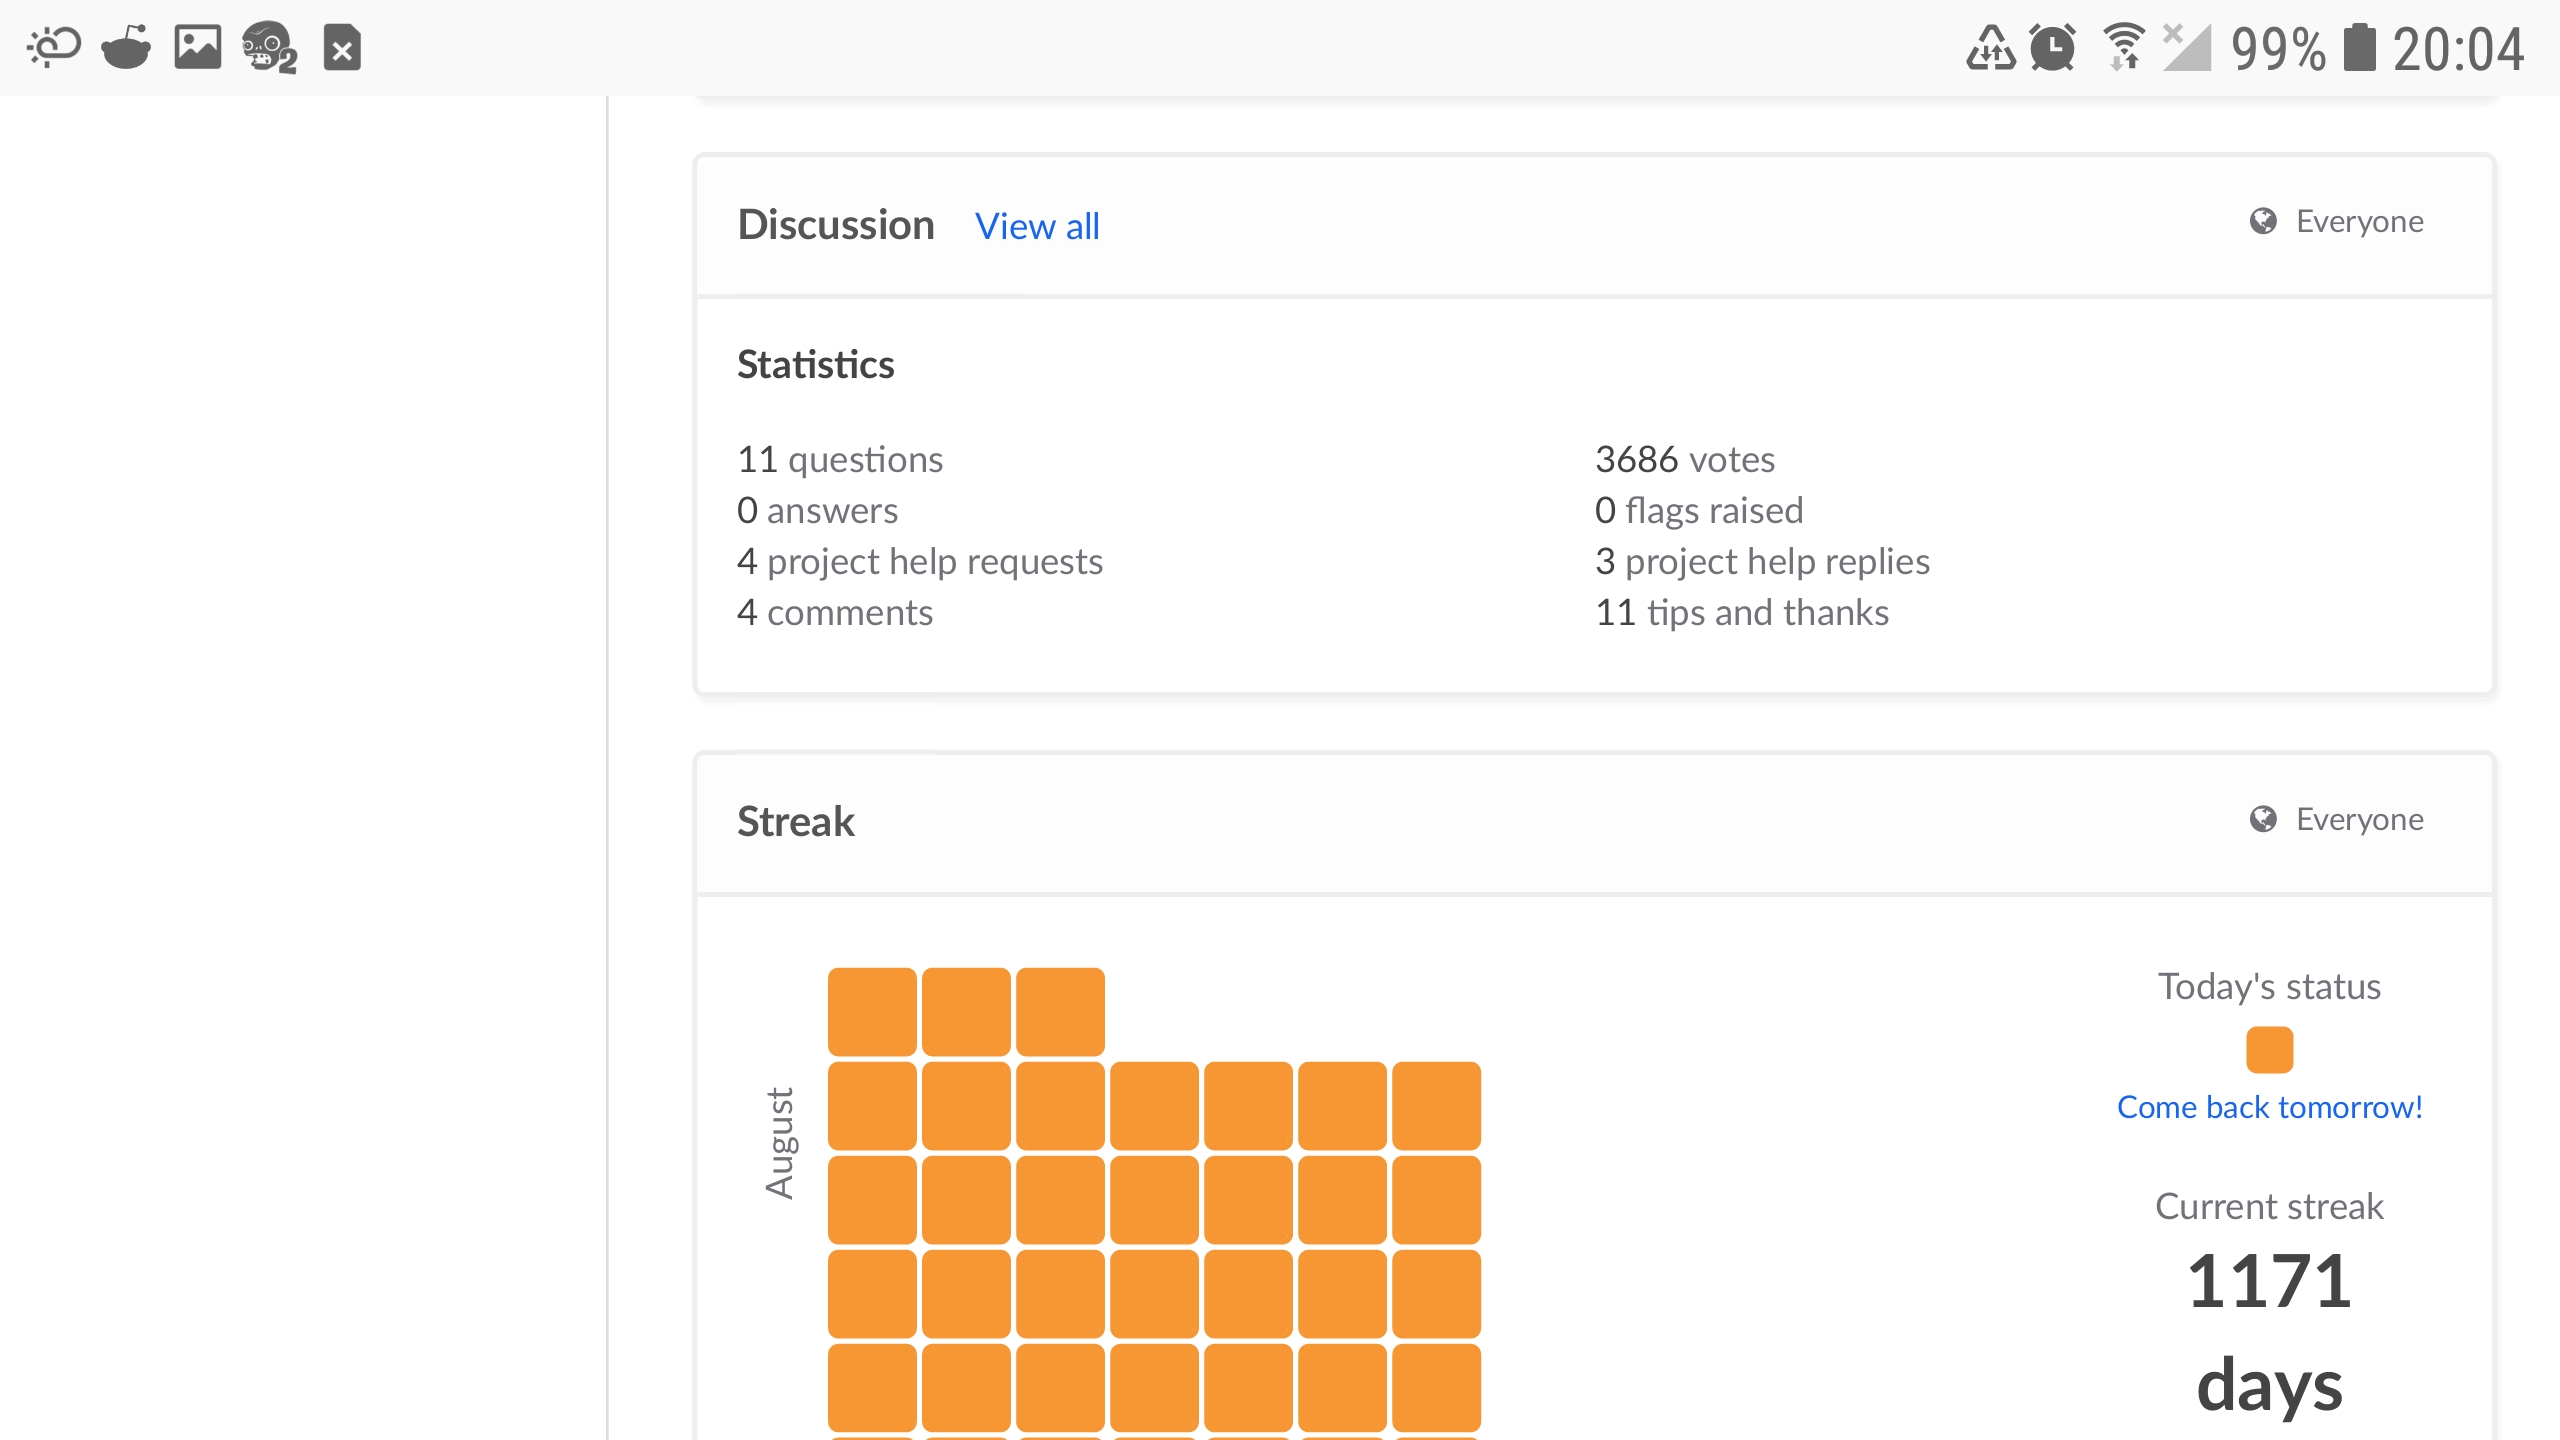 99% 20:04
Discussion View all Everyone
Statistics
11 questions
0 answers
4 project help requests
4 comments
3686 votes
0 flags raised
3 project help replies
11 tips and thanks
Streak Everyone
August
Today's status
Come back tomorrow!
Current streak
1171
days